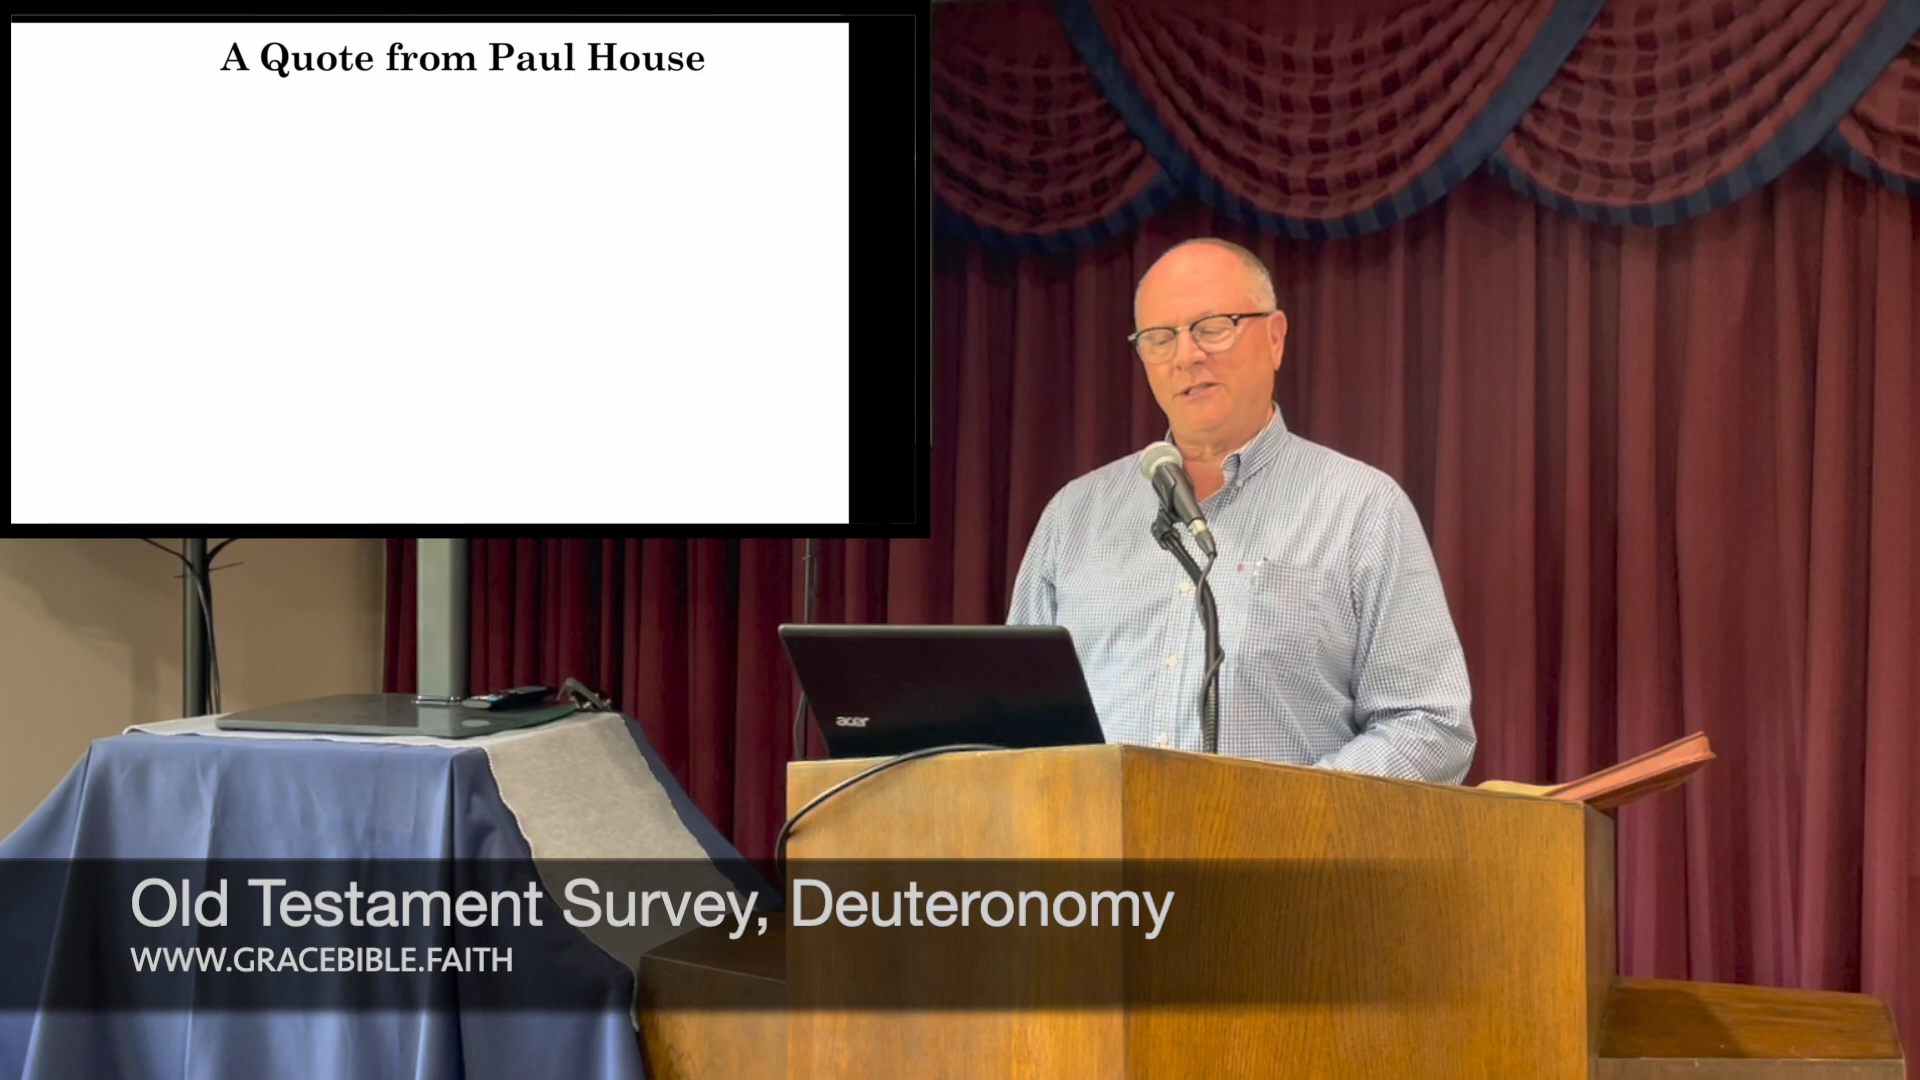 A Quote from Paul House
acer
Old Testament Survey, Deuteronomy
WWW.GRACEBIBLE.FAITH